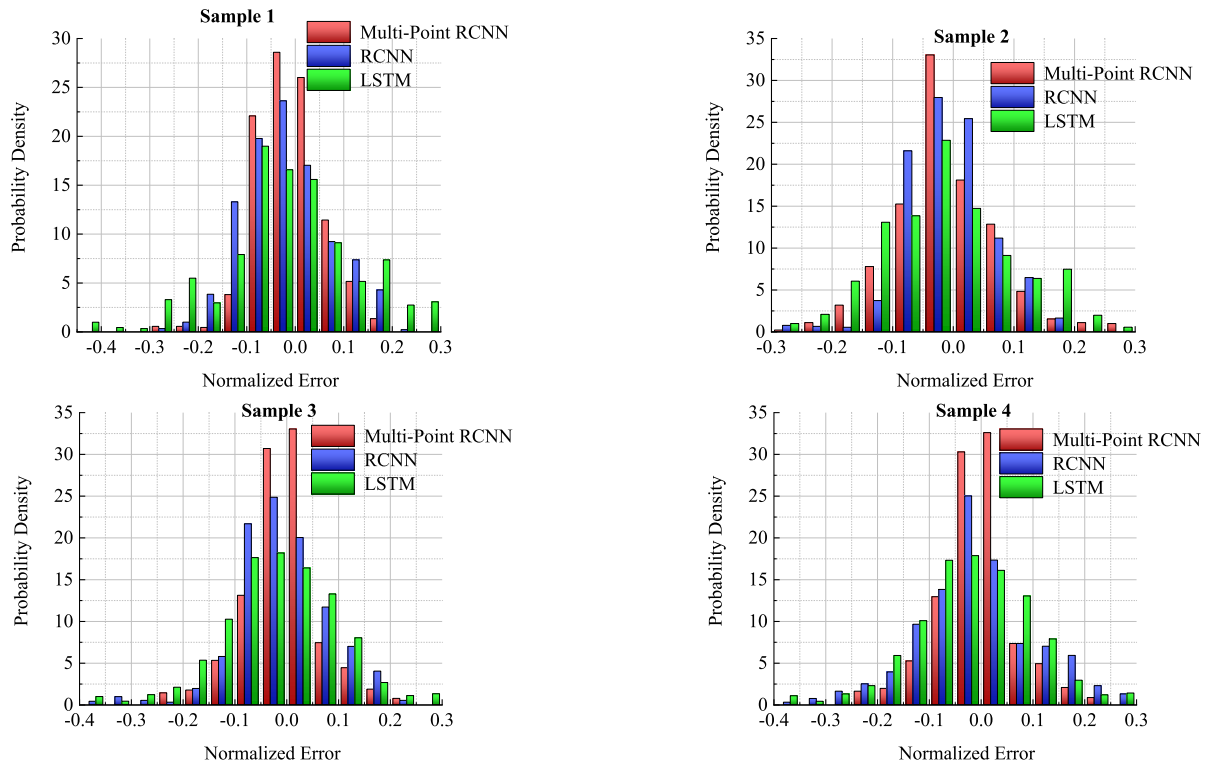 Sample 1
Multi-Point RCNN
RCNN
LSTM
30
25
20
15
10
5
0
Probability Density
-0.4 -0.3 -0.2 -0.1 0.0 0.1 0.2 0.3
Normalized Error
Sample 2
Multi-Point RCNN
RCNN
LSTM
35
30
25
20
15
10
5
0
Probability Density
-0.3 -0.2 -0.1 0.0 0.1 0.2 0.3
Normalized Error
Sample 3
Multi-Point RCNN
RCNN
LSTM
35
30
25
20
15
10
5
0
Probability Density
-0.4 -0.3 -0.2 -0.1 0.0 0.1 0.2 0.3
Normalized Error
Sample 4
Multi-Point RCNN
RCNN
LSTM
35
30
25
20
15
10
5
0
Probability Density
-0.4 -0.3 -0.2 -0.1 0.0 0.1 0.2 0.3
Normalized Error